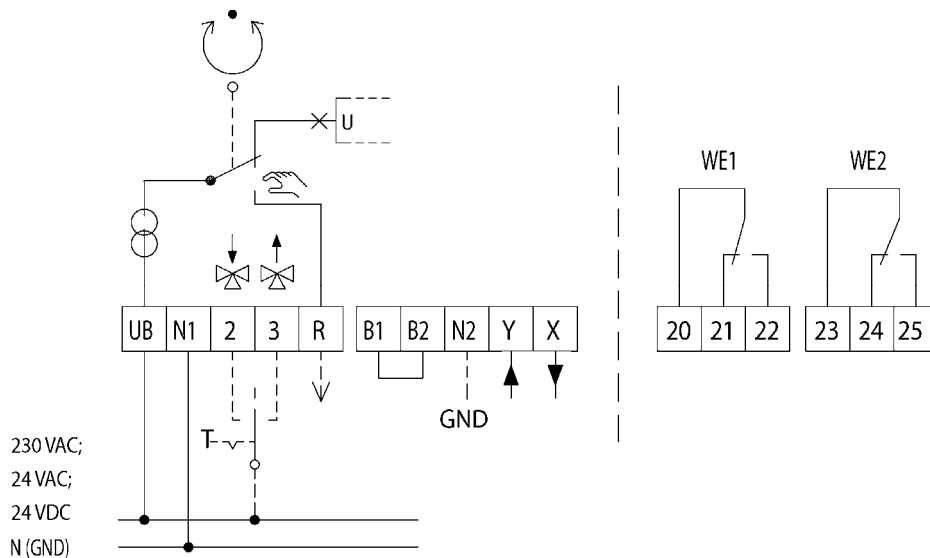 U
WE1
WE2
UB N1 2 3 R B1 B2 N2 Y X 20 21 22 23 24 25
GND
T
230 VAC;
24 VAC;
24 VDC
N (GND)